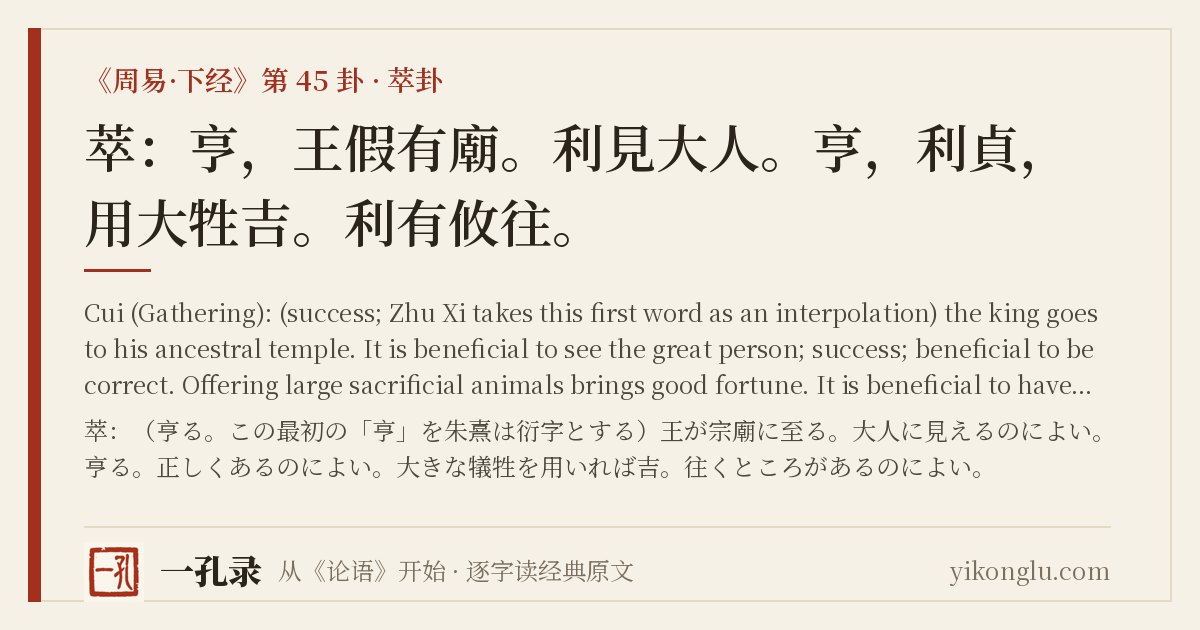 《周易·下经》第 45 卦 · 萃卦
萃：亨，王假有廟。利見大人。亨，利貞，
用大牲吉。利有攸往。
Cui (Gathering): (success; Zhu Xi takes this first word as an interpolation) the king goes
to his ancestral temple. It is beneficial to see the great person; success; beneficial to be
correct. Offering large sacrificial animals brings good fortune. It is beneficial to have…
萃：（亨る。この最初の「亨」を朱熹は衍字とする）王が宗廟に至る。大人に見えるのによい。
亨る。正しくあるのによい。大きな犠牲を用いれば吉。往くところがあるのによい。
一孔
一孔录 从《论语》开始 · 逐字读经典原文 yikonglu.com